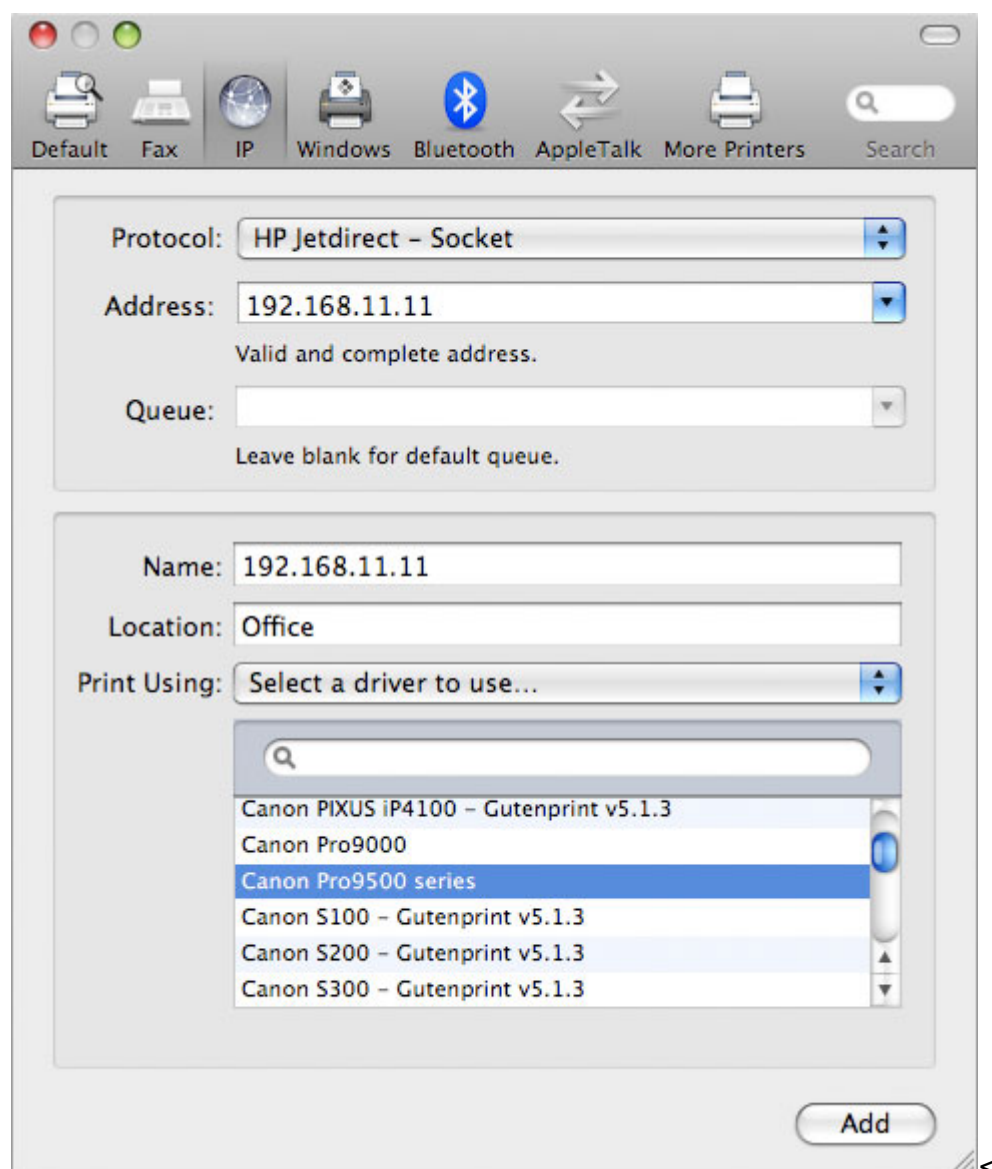 Default Fax IP Windows Bluetooth AppleTalk More Printers Search
Protocol: HP Jetdirect – Socket
Address: 192.168.11.11
Valid and complete address.
Queue:
Leave blank for default queue.
Name: 192.168.11.11
Location: Office
Print Using: Select a driver to use...
Canon PIXUS iP4100 – Gutenprint v5.1.3
Canon Pro9000
Canon Pro9500 series
Canon S100 – Gutenprint v5.1.3
Canon S200 – Gutenprint v5.1.3
Canon S300 – Gutenprint v5.1.3
Add
<